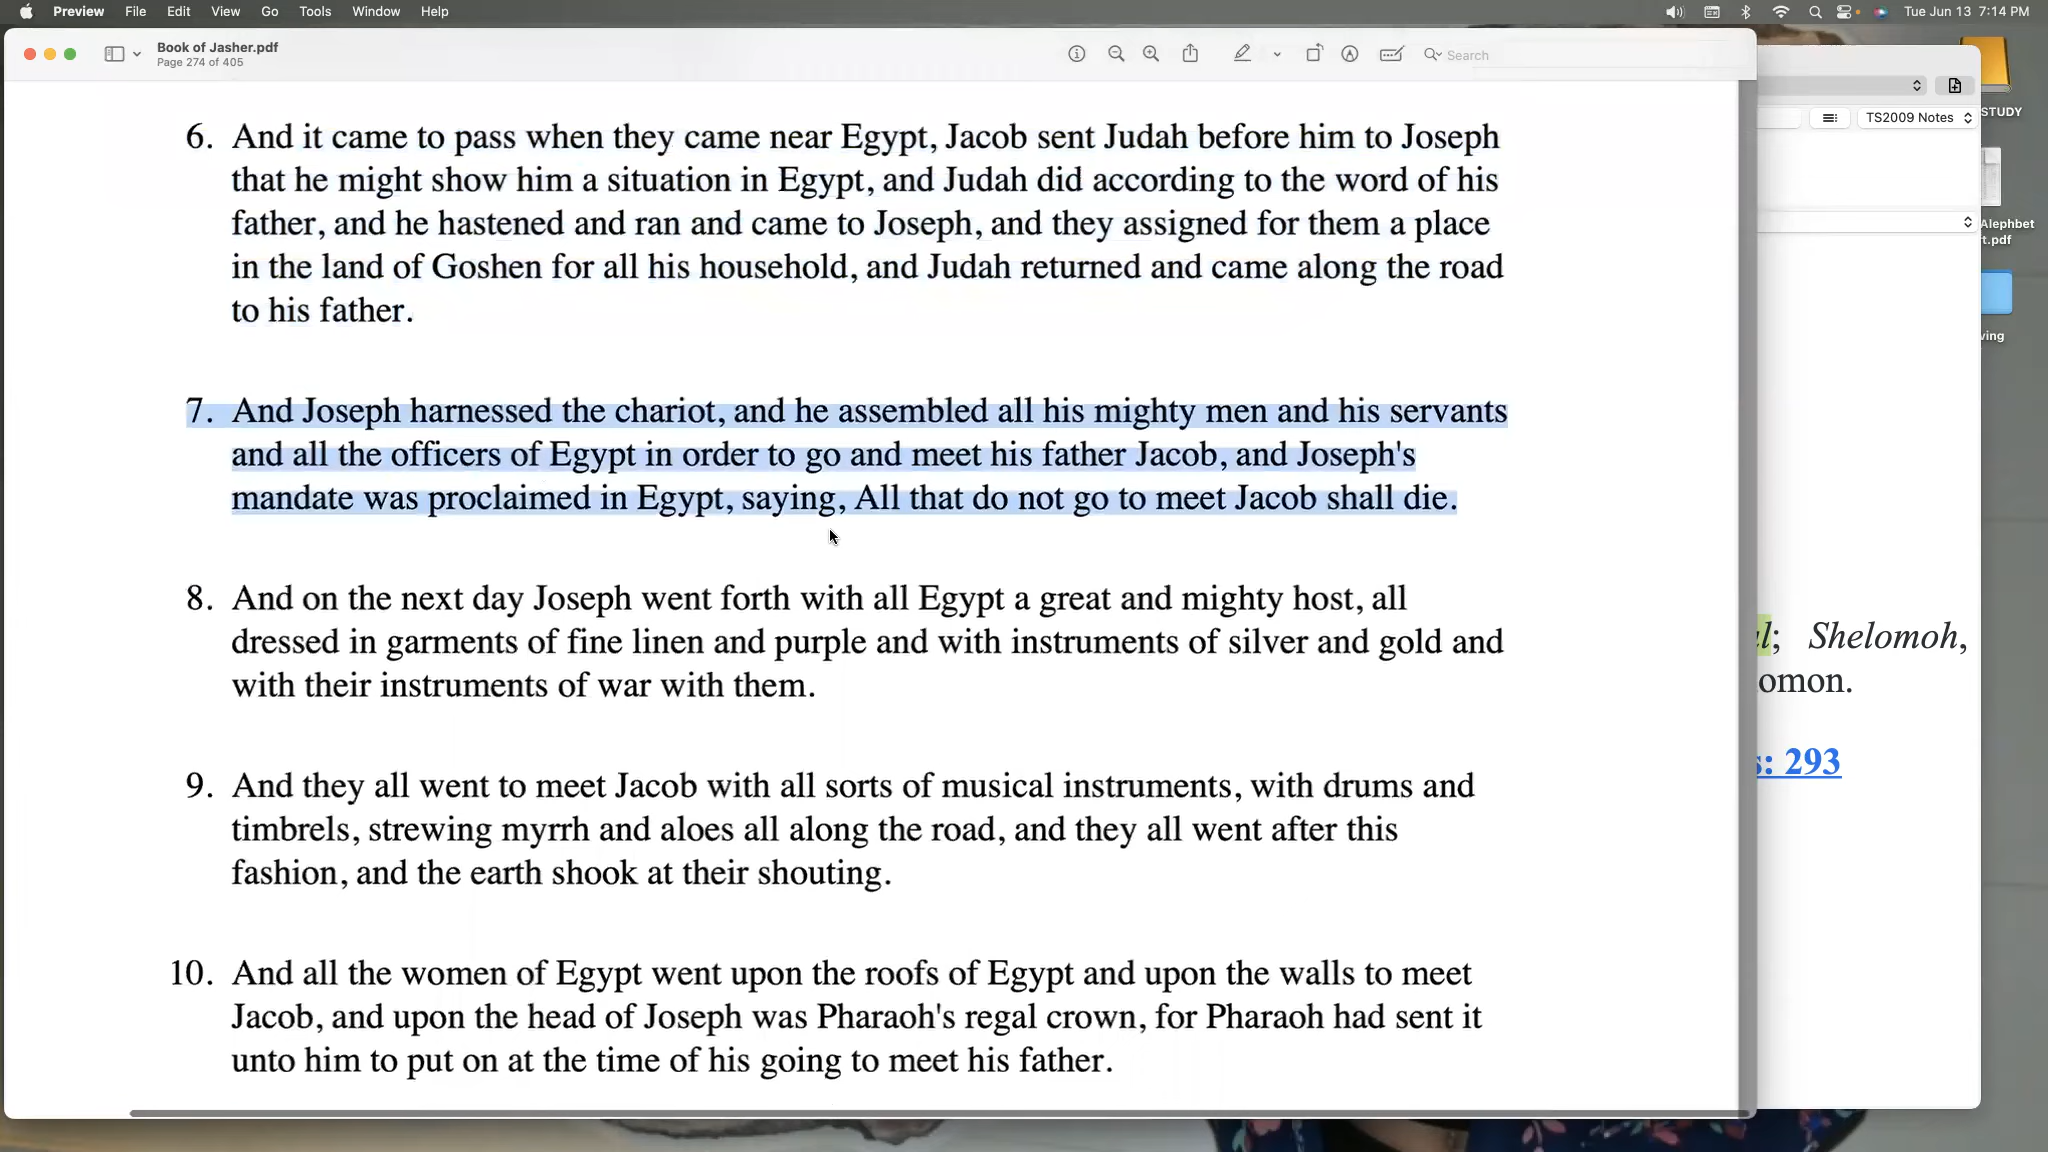 Preview File Edit View Go Tools Window Help Tue Jun 13 7:14 PM
Book of Jasher.pdf
Page 274 of 405
Search
6. And it came to pass when they came near Egypt, Jacob sent Judah before him to Joseph
that he might show him a situation in Egypt, and Judah did according to the word of his
father, and he hastened and ran and came to Joseph, and they assigned for them a place
in the land of Goshen for all his household, and Judah returned and came along the road
to his father.
7. And Joseph harnessed the chariot, and he assembled all his mighty men and his servants
and all the officers of Egypt in order to go and meet his father Jacob, and Joseph's
mandate was proclaimed in Egypt, saying, All that do not go to meet Jacob shall die.
8. And on the next day Joseph went forth with all Egypt a great and mighty host, all
dressed in garments of fine linen and purple and with instruments of silver and gold and
with their instruments of war with them.
9. And they all went to meet Jacob with all sorts of musical instruments, with drums and
timbrels, strewing myrrh and aloes all along the road, and they all went after this
fashion, and the earth shook at their shouting.
10. And all the women of Egypt went upon the roofs of Egypt and upon the walls to meet
Jacob, and upon the head of Joseph was Pharaoh's regal crown, for Pharaoh had sent it
unto him to put on at the time of his going to meet his father.
TS2009 Notes
l; Shelomoh,
omon.
s: 293
STUDY
Alephbet
t.pdf
ving